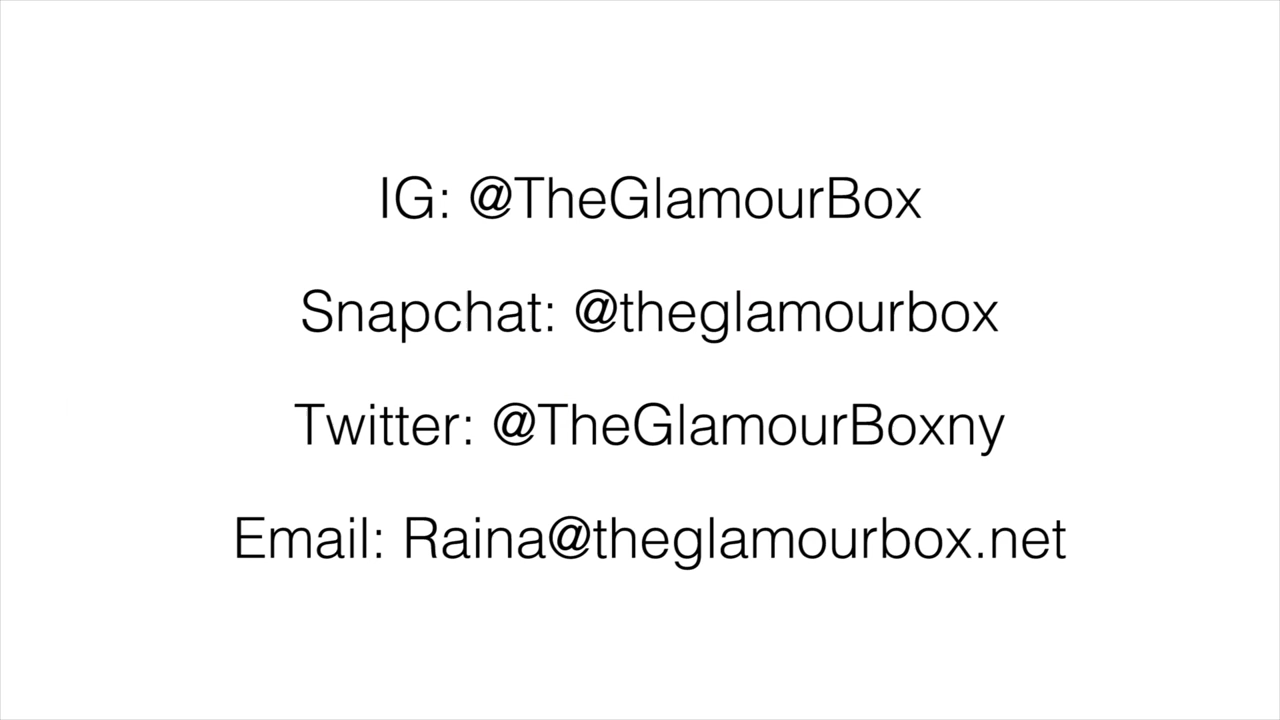 IG: @TheGlamourBox
Snapchat: @theglamourbox
Twitter: @TheGlamourBoxny
Email: Raina@theglamourbox.net